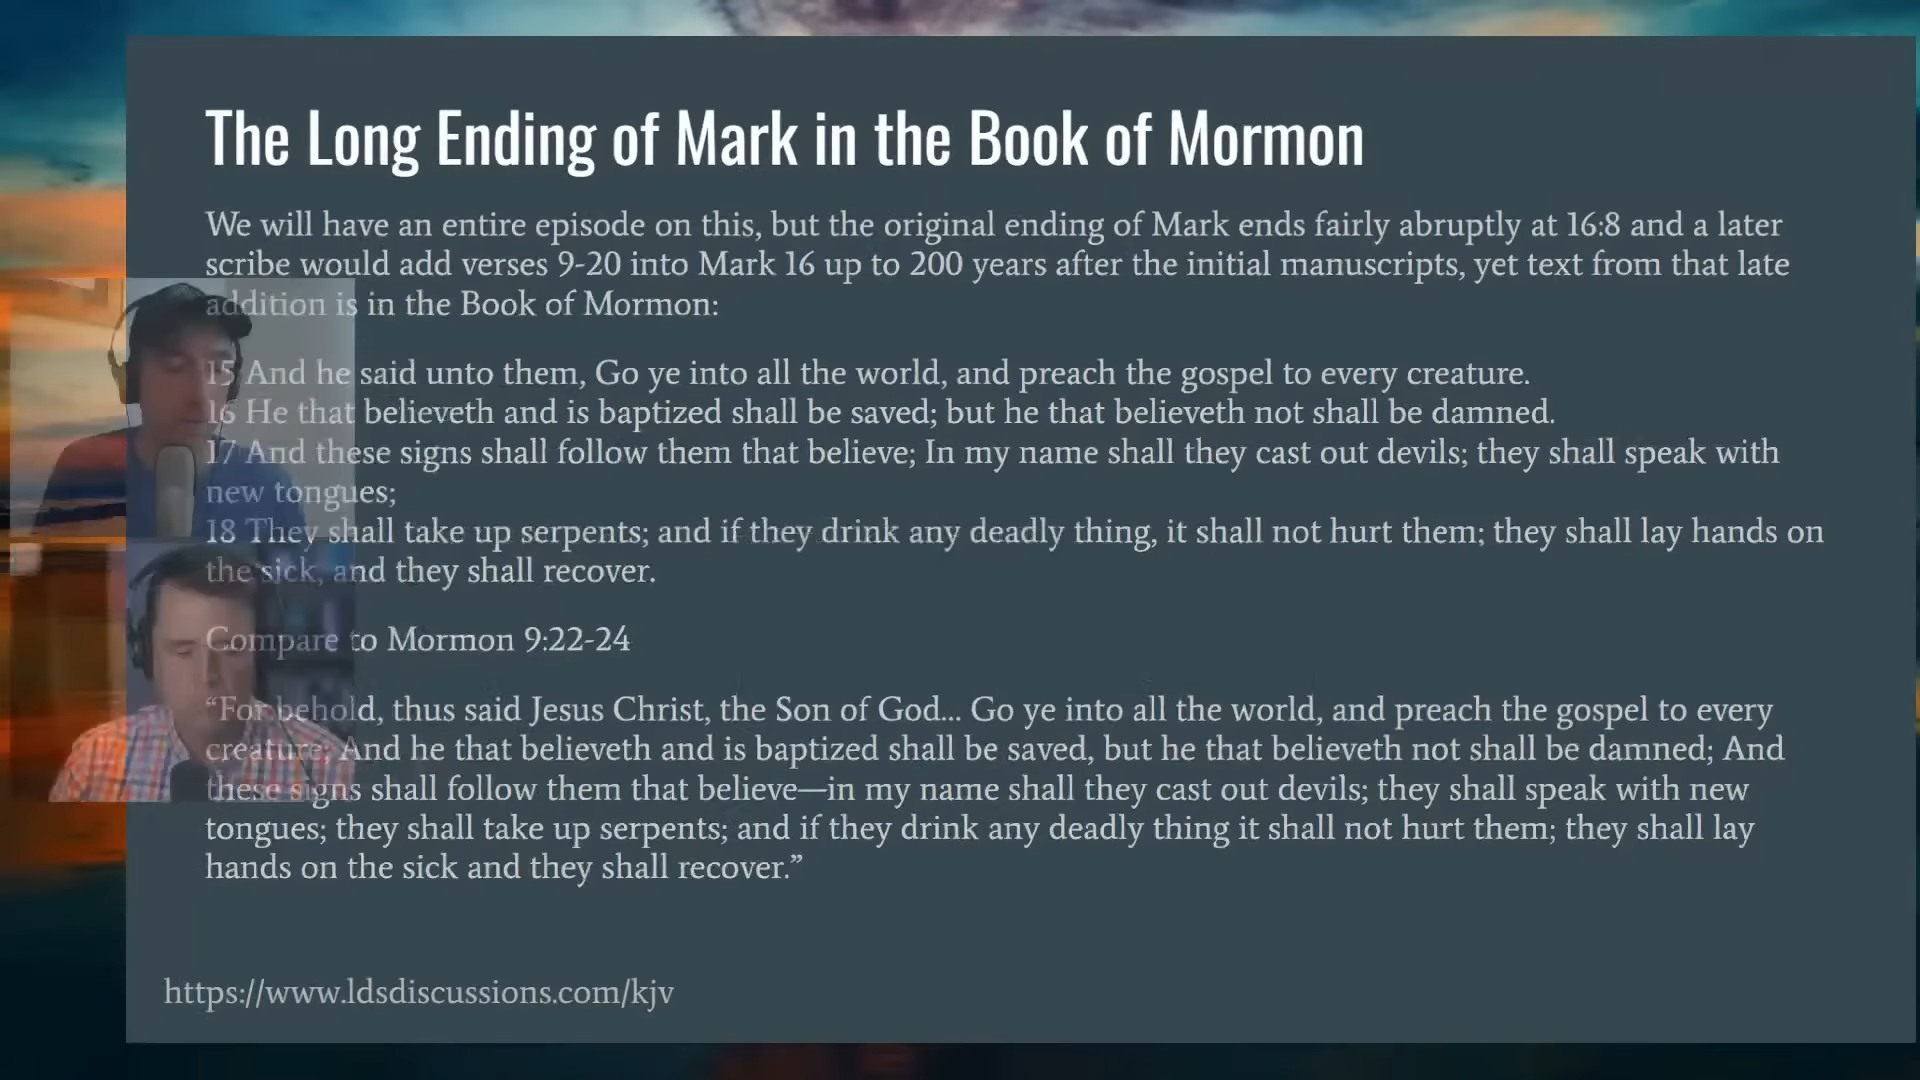 The Long Ending of Mark in the Book of Mormon
We will have an entire episode on this, but the original ending of Mark ends fairly abruptly at 16:8 and a later
scribe would add verses 9-20 into Mark 16 up to 200 years after the initial manuscripts, yet text from that late
addition is in the Book of Mormon:
15 And he said unto them, Go ye into all the world, and preach the gospel to every creature.
16 He that believeth and is baptized shall be saved; but he that believeth not shall be damned.
17 And these signs shall follow them that believe; In my name shall they cast out devils; they shall speak with
new tongues;
18 They shall take up serpents; and if they drink any deadly thing, it shall not hurt them; they shall lay hands on
the sick, and they shall recover.
Compare to Mormon 9:22-24
“For behold, thus said Jesus Christ, the Son of God... Go ye into all the world, and preach the gospel to every
creature; And he that believeth and is baptized shall be saved, but he that believeth not shall be damned; And
these signs shall follow them that believe—in my name shall they cast out devils; they shall speak with new
tongues; they shall take up serpents; and if they drink any deadly thing it shall not hurt them; they shall lay
hands on the sick and they shall recover.”
https://www.ldsdiscussions.com/kjv